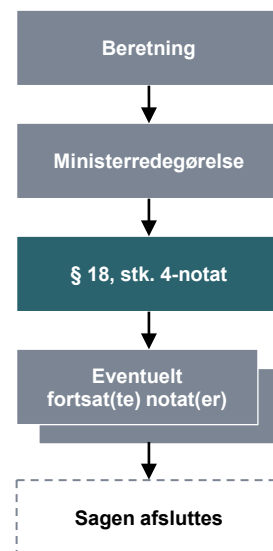 Beretning
Ministerredegørelse
§ 18, stk. 4-notat
Eventuelt
fortsat(te) notat(er)
Sagen afsluttes